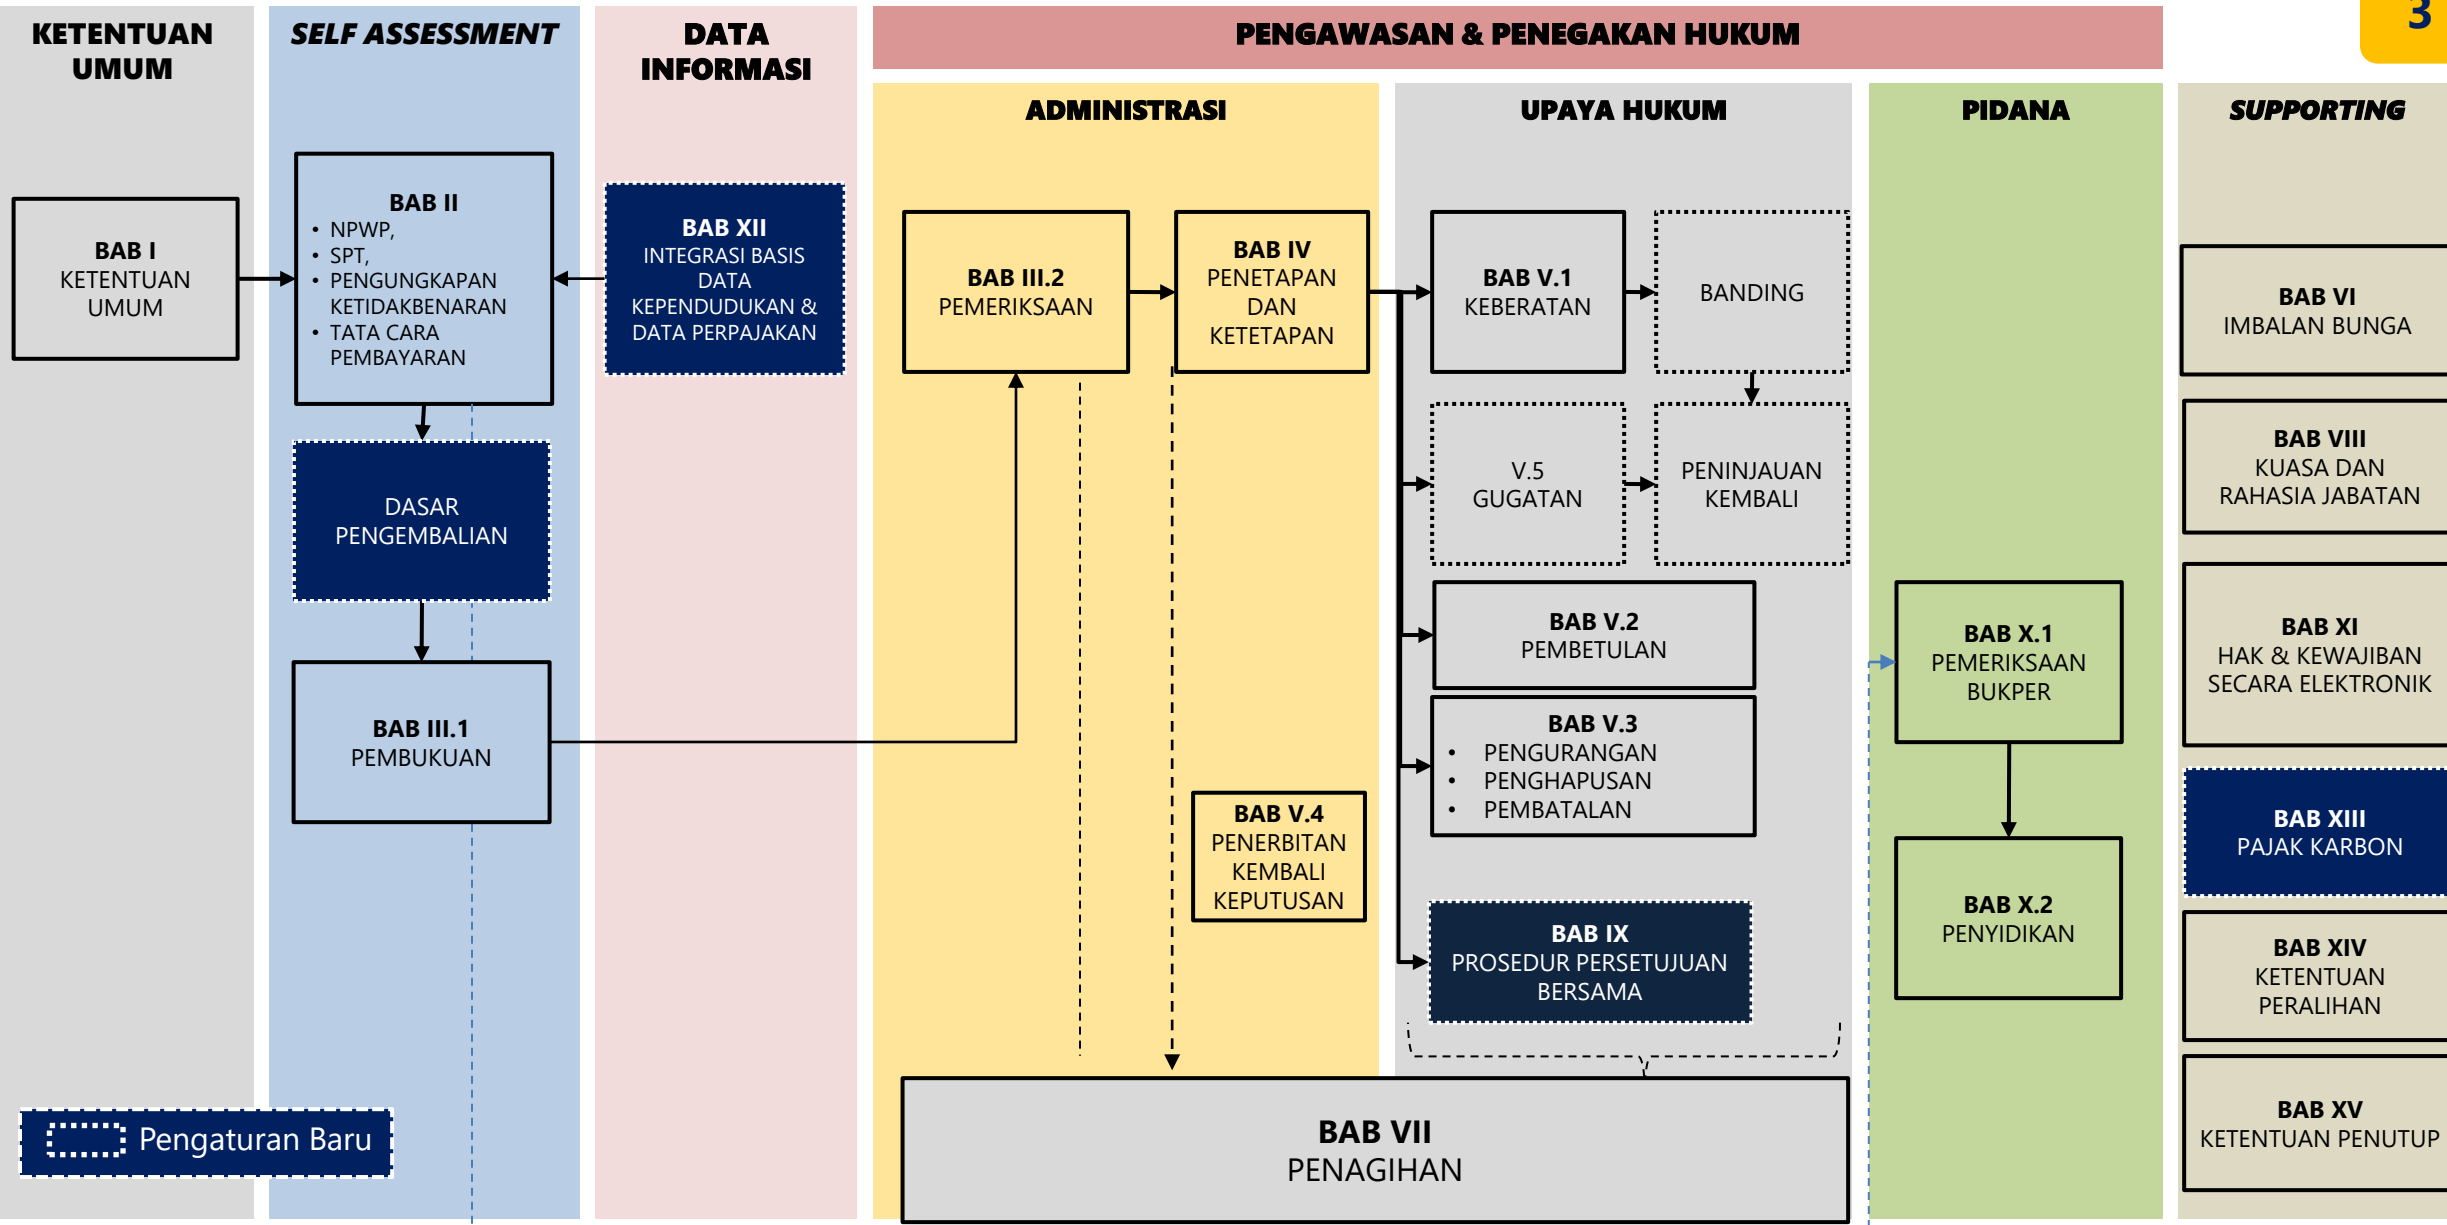 3
KETENTUAN
UMUM
SELF ASSESSMENT
DATA
INFORMASI
PENGAWASAN & PENEGAKAN HUKUM
ADMINISTRASI
UPAYA HUKUM
PIDANA
SUPPORTING
BAB I
KETENTUAN
UMUM
BAB II
• NPWP,
• SPT,
• PENGUNGKAPAN
KETIDAKBENARAN
• TATA CARA
PEMBAYARAN
DASAR
PENGEMBALIAN
BAB III.1
PEMBUKUAN
BAB XII
INTEGRASI BASIS
DATA
KEPENDUDUKAN &
DATA PERPAJAKAN
BAB III.2
PEMERIKSAAN
BAB IV
PENETAPAN
DAN
KETETAPAN
BAB V.4
PENERBITAN
KEMBALI
KEPUTUSAN
BAB V.1
KEBERATAN
BANDING
V.5
GUGATAN
PENINJAUAN
KEMBALI
BAB V.2
PEMBETULAN
BAB V.3
• PENGURANGAN
• PENGHAPUSAN
• PEMBATALAN
BAB IX
PROSEDUR PERSETUJUAN
BERSAMA
BAB VII
PENAGIHAN
BAB X.1
PEMERIKSAAN
BUKPER
BAB X.2
PENYIDIKAN
BAB VI
IMBALAN BUNGA
BAB VIII
KUASA DAN
RAHASIA JABATAN
BAB XI
HAK & KEWAJIBAN
SECARA ELEKTRONIK
BAB XIII
PAJAK KARBON
BAB XIV
KETENTUAN
PERALIHAN
BAB XV
KETENTUAN PENUTUP
Pengaturan Baru